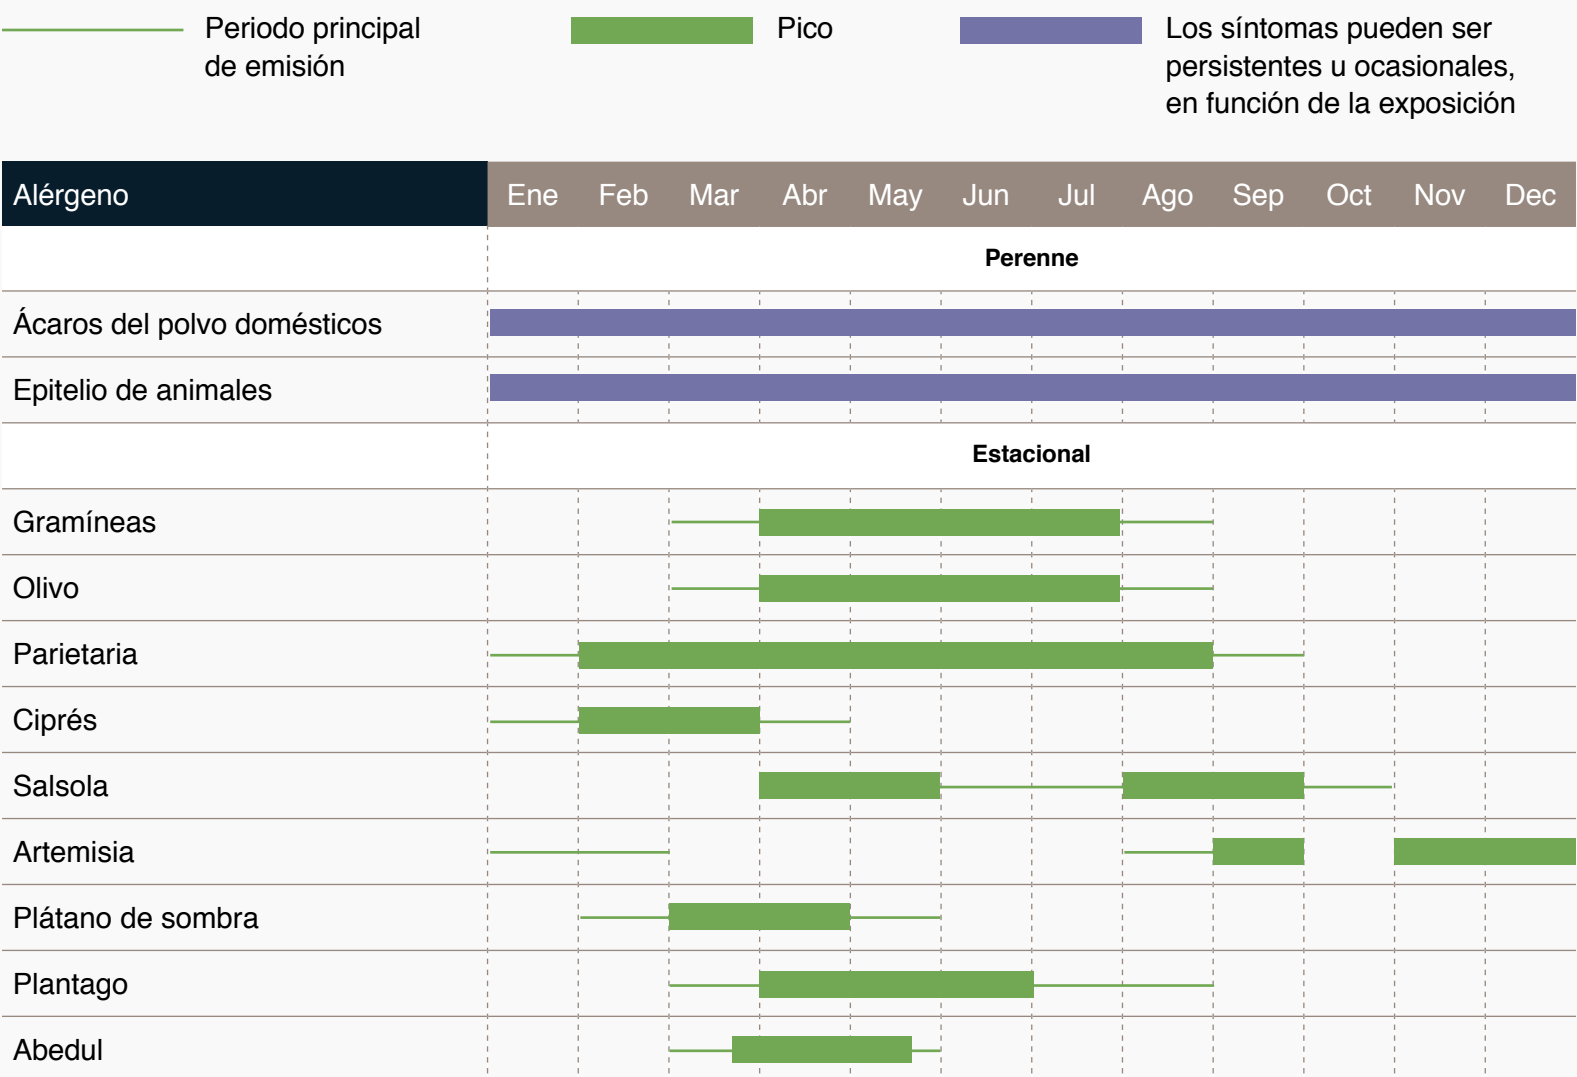 Periodo principal
de emisión
Pico
Los síntomas pueden ser
persistentes u ocasionales,
en función de la exposición
Alérgeno Ene Feb Mar Abr May Jun Jul Ago Sep Oct Nov Dec
Perenne
Ácaros del polvo domésticos
Epitelio de animales
Estacional
Gramíneas
Olivo
Parietaria
Ciprés
Salsola
Artemisia
Plátano de sombra
Plantago
Abedul